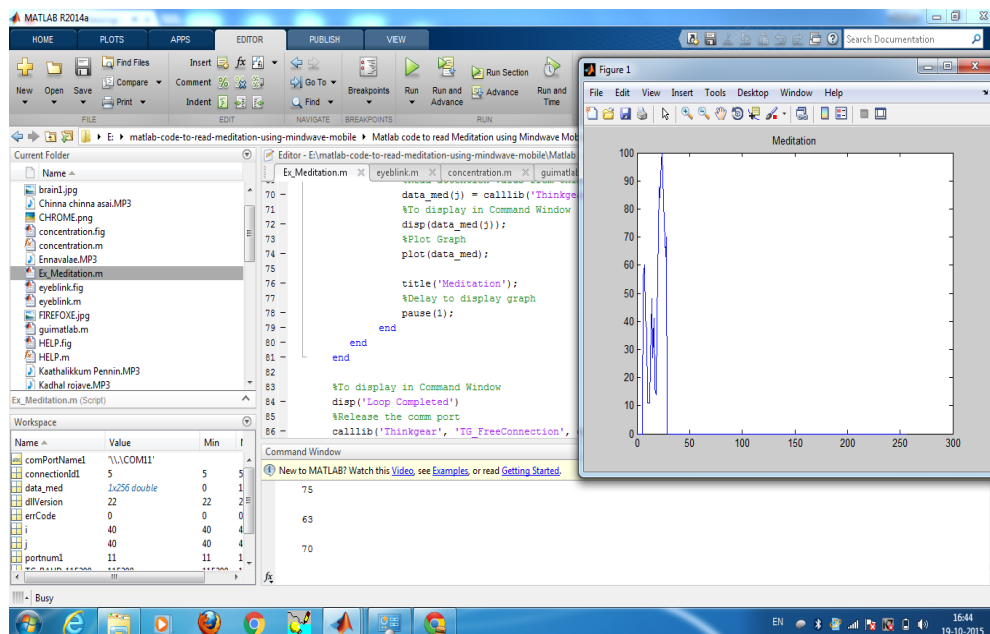 MATLAB R2014a
HOME PLOTS APPS EDITOR PUBLISH VIEW
Search Documentation
New Open Save
Find Files
Compare
Print
FILE
Insert fx
Comment
Indent
EDIT
Go To
Find
NAVIGATE
Breakpoints
BREAKPOINTS
Run Run and Advance
Run Section
Advance
Run and Time
RUN
E: matlab-code-to-read-meditation-using-mindwave-mobile Matlab code to read Meditation using Mindwave Mob
Current Folder
Name
brain1.jpg
Chinna chinna asai.MP3
CHROME.png
concentration.fig
concentration.m
Ennavalae.MP3
Ex_Meditation.m
eyeblink.fig
eyeblink.m
FIREFOXE.jpg
guimatlab.m
HELP.fig
HELP.m
Kaathalikkum Pennin.MP3
Kadhal rojave.MP3
Ex_Meditation.m (Script)
Workspace
Name Value Min
comPortName1 '\\.\COM11'
connectionId1 5 5 5
data_med 1x256 double 0 1
dllVersion 22 22 2
errCode 0 0 0
i 40 40 4
j 40 40 4
portnum1 11 11 1
Busy
Editor - E:\matlab-code-to-read-meditation-using-mindwave-mobile\Matlab
Ex_Meditation.m eyeblink.m concentration.m guimatlab
70 data_med(j) = calllib('Thinkge
71 %To display in Command Window
72 disp(data_med(j));
73 %Plot Graph
74 plot(data_med);
75
76 title('Meditation');
77 %Delay to display graph
78 pause(1);
79 end
80 end
81 end
82
83 %To display in Command Window
84 disp('Loop Completed')
85 %Release the comm port
86 calllib('Thinkgear', 'TG_FreeConnection',
Command Window
New to MATLAB? Watch this Video, see Examples, or read Getting Started.
75
63
70
fx
Figure 1
File Edit View Insert Tools Desktop Window Help
Meditation
100
90
80
70
60
50
40
30
20
10
0
0 50 100 150 200 250 300
EN
16:44
19-10-2015